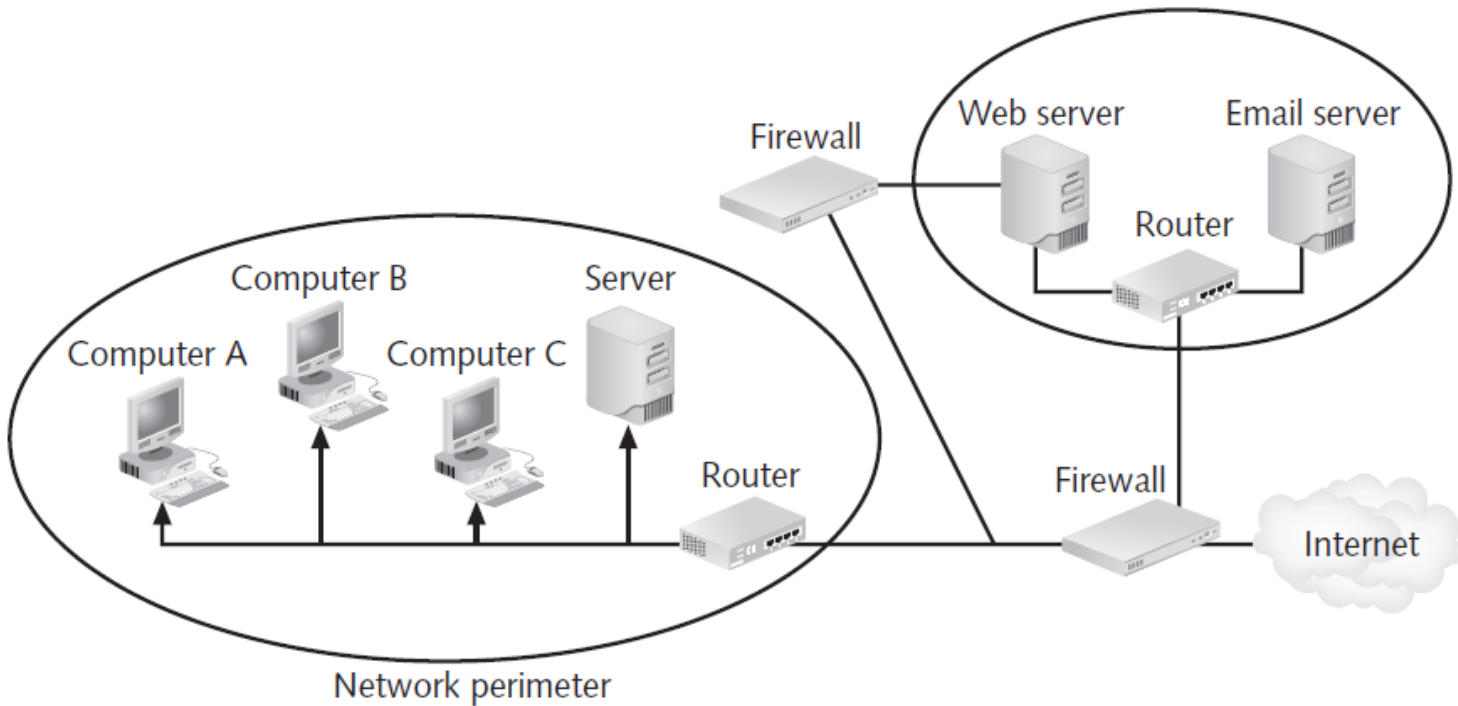 Web server
Email server
Firewall
Router
Computer B
Server
Computer A
Computer C
Router
Firewall
Internet
Network perimeter